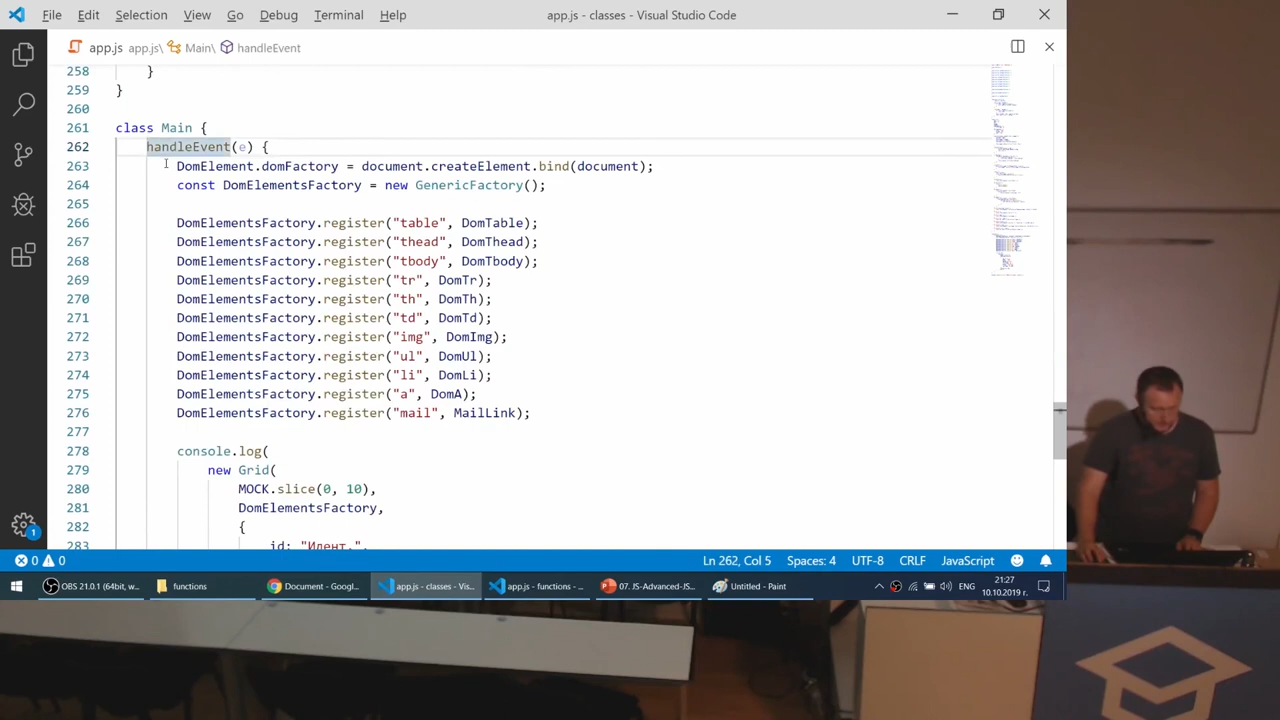 File Edit Selection View Go Debug Terminal Help
app.js - classes - Visual Studio Code
app.js app.js\ Main\ handleEvent
258 }
259
260
261 class Main {
262 handleEvent(e) {
263 DomElementsFactory = document.createElement.bind(document);
264 const DomElementsFactory = new GenericFactory();
265
266 DomElementsFactory.register("table", DomTable);
267 DomElementsFactory.register("thead", DomTHead);
268 DomElementsFactory.register("tbody", DomTbody);
269 DomElementsFactory.register("tr", DomTr);
270 DomElementsFactory.register("th", DomTh);
271 DomElementsFactory.register("td", DomTd);
272 DomElementsFactory.register("img", DomImg);
273 DomElementsFactory.register("ul", DomUl);
274 DomElementsFactory.register("li", DomLi);
275 DomElementsFactory.register("a", DomA);
276 DomElementsFactory.register("mail", MailLink);
277
278 console.log(
279 new Grid(
280 MOCK.slice(0, 10),
281 DomElementsFactory,
282 {
283 id: "Идент."
0 0
Ln 262, Col 5 Spaces: 4 UTF-8 CRLF JavaScript
1
OBS 21.0.1 (64bit, w... functions Document - Googl... app.js - classes - Vis... app.js - functions - ... 07. JS-Advanced-JS... Untitled - Paint
ENG
21:27
10.10.2019 г.